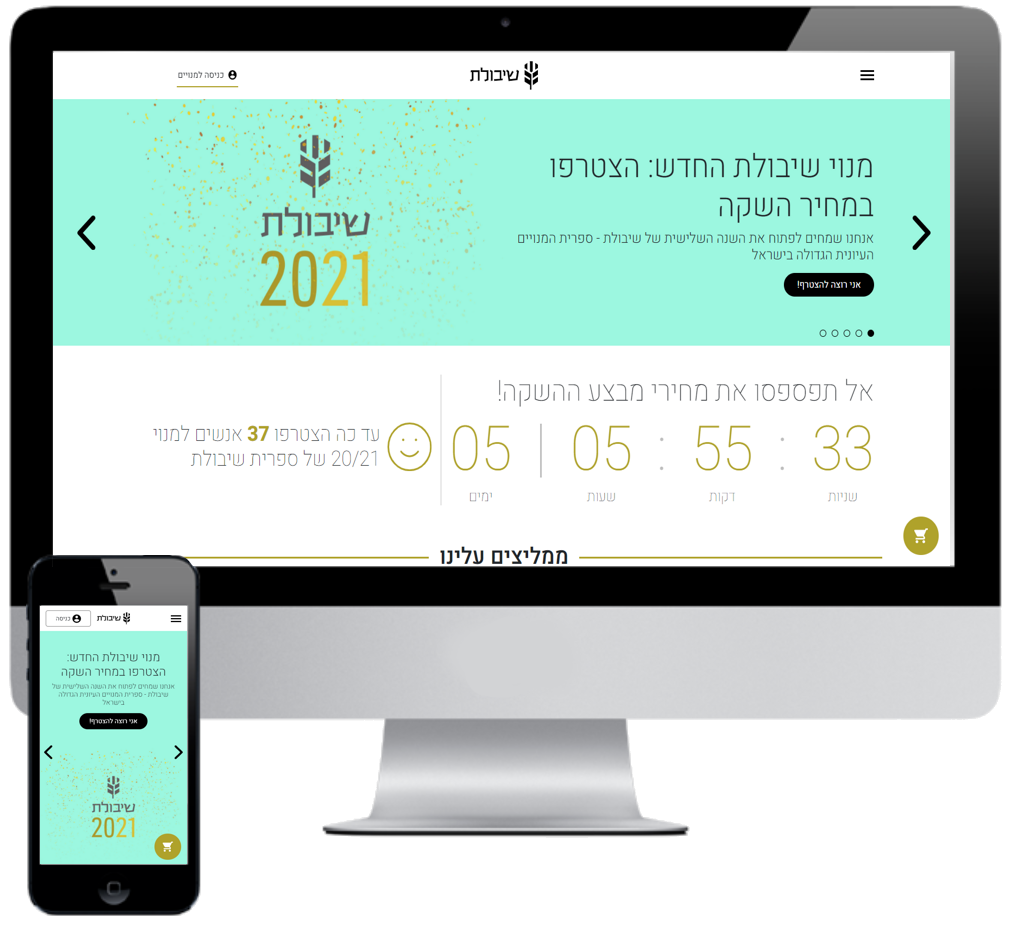 שיבולת
כניסה למנויים
מנוי שיבולת החדש: הצטרפו
במחיר השקה
אנחנו שמחים לפתוח את השנה השלישית של שיבולת - ספרית המנויים
העיונית הגדולה בישראל
אני רוצה להצטרף!
שיבולת
2021
אל תפספסו את מחירי מבצע ההשקה!
05 | 05 : 55 : 33
ימים שעות דקות שניות
עד כה הצטרפו 37 אנשים למנוי
20/21 של ספרית שיבולת
ממליצים עלינו
שיבולת
כניסה
מנוי שיבולת החדש:
הצטרפו במחיר השקה
אנחנו שמחים לפתוח את השנה השלישית של
שיבולת - ספרית המנויים העיונית הגדולה
בישראל
אני רוצה להצטרף!
שיבולת
2021